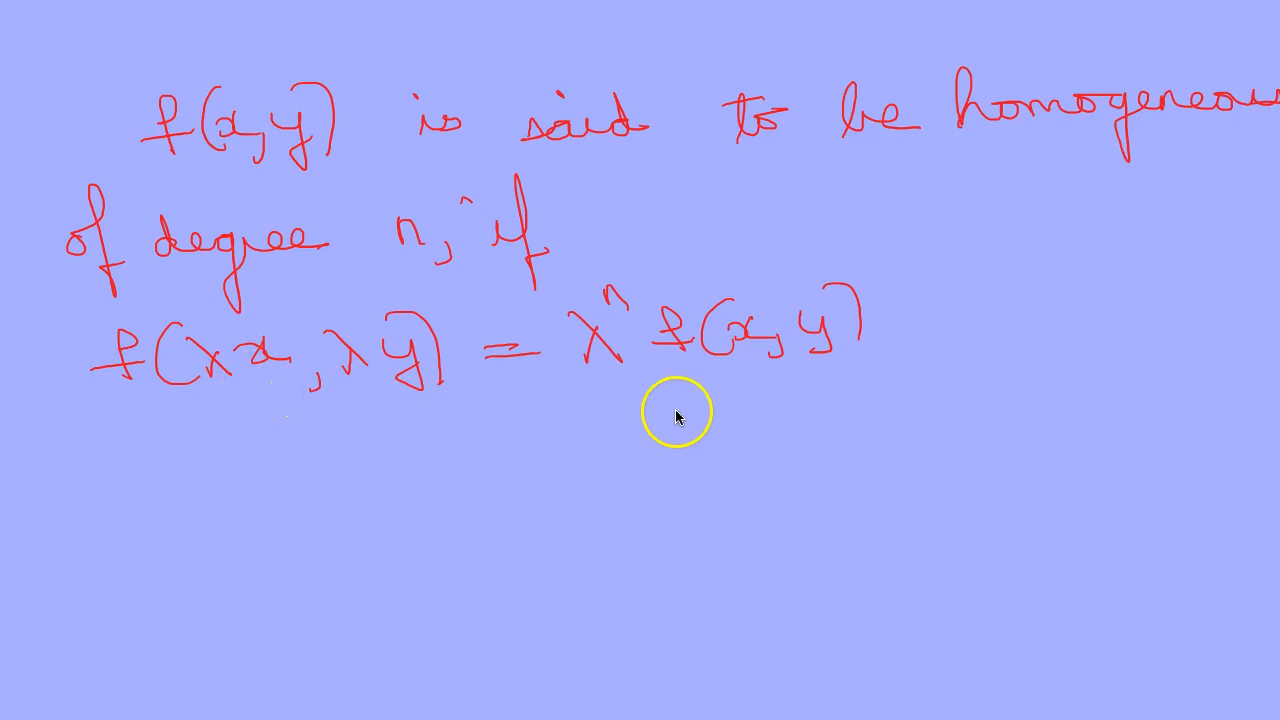 f(x,y) is said to be homogeneous
of degree n, if
f(λx, λy) = λⁿ f(x,y)